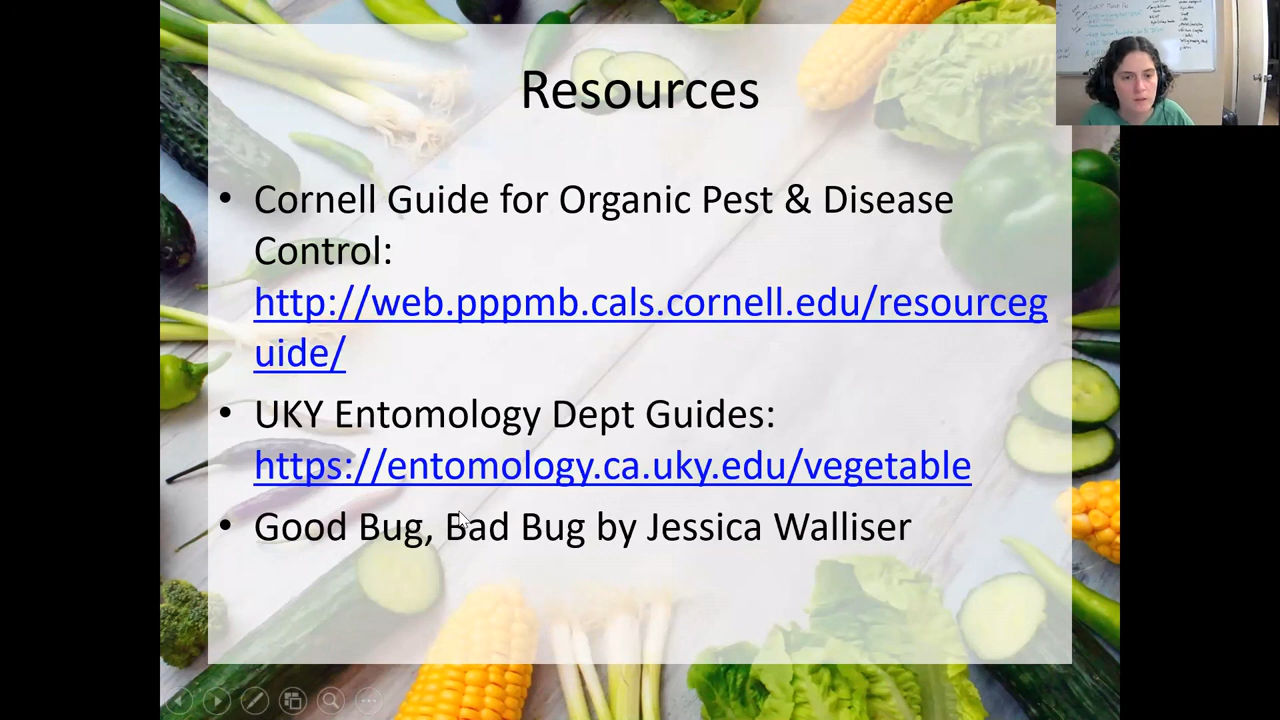 Resources
• Cornell Guide for Organic Pest & Disease
Control:
http://web.pppmb.cals.cornell.edu/resourceg
uide/
• UKY Entomology Dept Guides:
https://entomology.ca.uky.edu/vegetable
• Good Bug, Bad Bug by Jessica Walliser